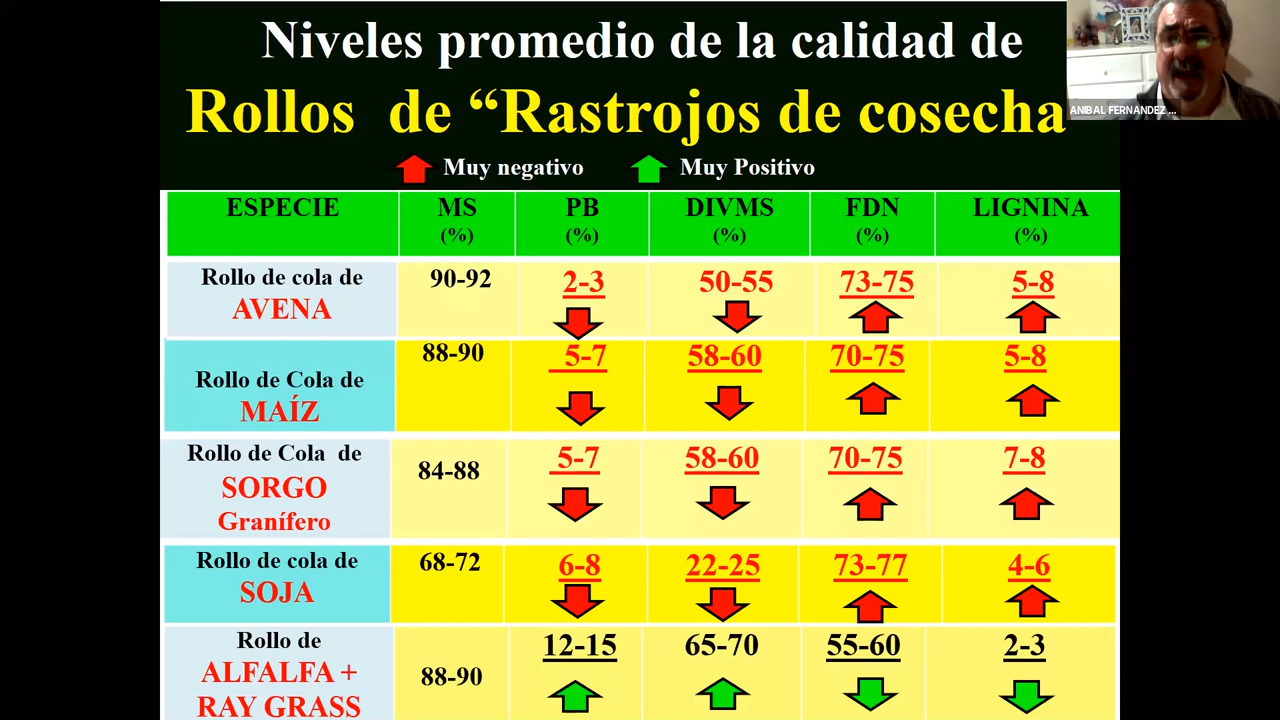 Niveles promedio de la calidad de
Rollos de “Rastrojos de cosecha
Muy negativo Muy Positivo
ANIBAL FERNANDEZ ...
ESPECIE MS PB DIVMS FDN LIGNINA
(%) (%) (%) (%) (%)
Rollo de cola de
AVENA
90-92 2-3 50-55 73-75 5-8
Rollo de Cola de
MAÍZ
88-90 5-7 58-60 70-75 5-8
Rollo de Cola de
SORGO
Granífero
84-88 5-7 58-60 70-75 7-8
Rollo de cola de
SOJA
68-72 6-8 22-25 73-77 4-6
Rollo de
ALFALFA +
RAY GRASS
88-90 12-15 65-70 55-60 2-3